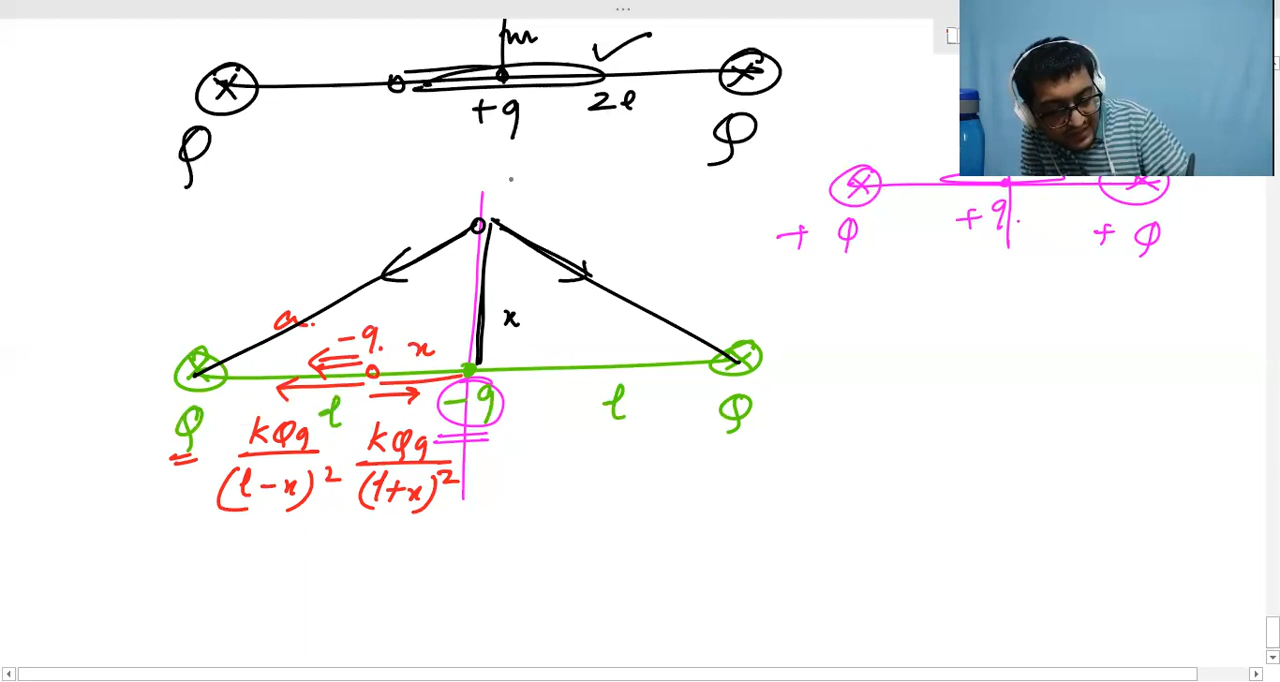 m
+q 2l
Q Q
+q
+ Q + Q
x
a.
-q. x
l -q l
Q Q
kQq/(l-x)² kQq/(l+x)²